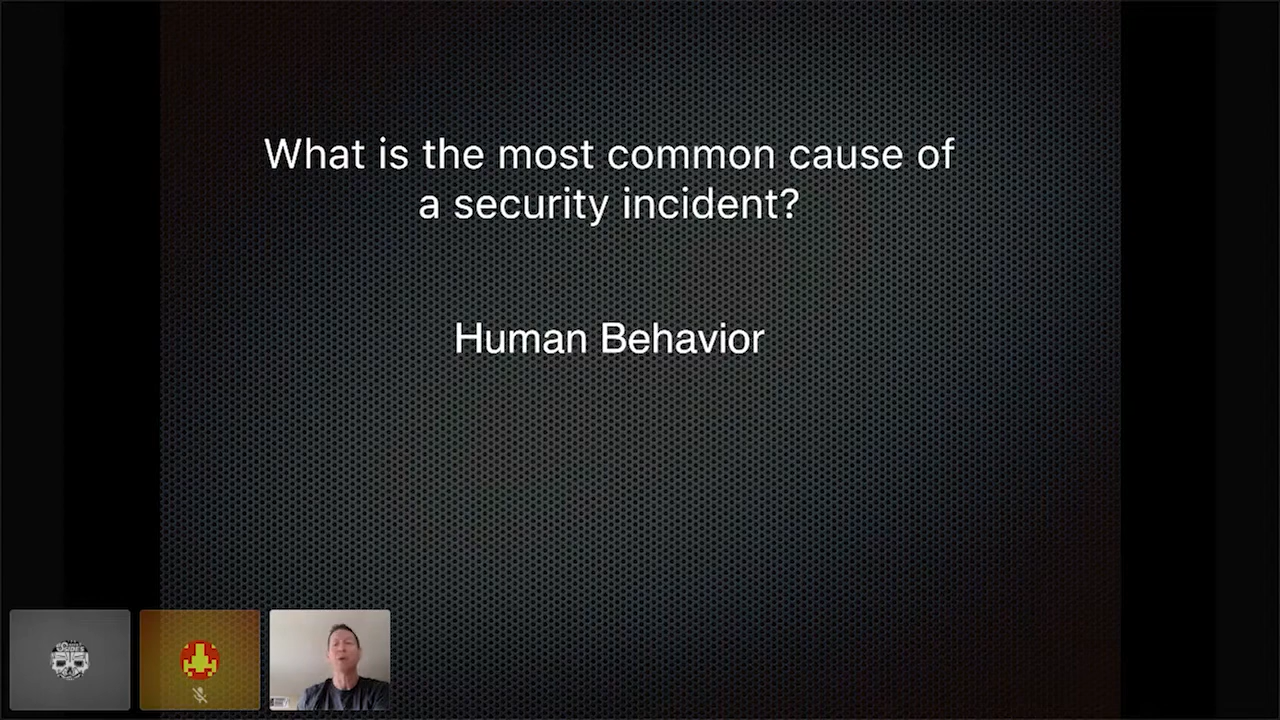 What is the most common cause of
a security incident?
Human Behavior